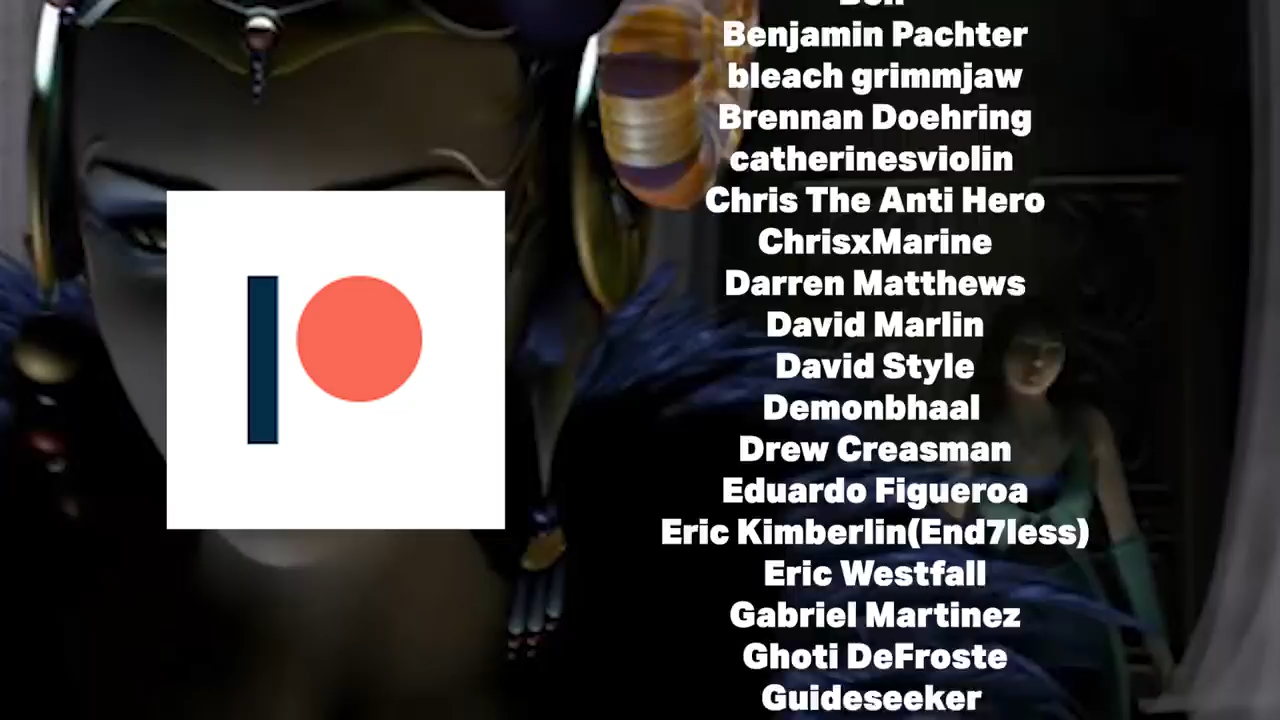 Ben
Benjamin Pachter
bleach grimmjaw
Brennan Doehring
catherinesviolin
Chris The Anti Hero
ChrisxMarine
Darren Matthews
David Marlin
David Style
Demonbhaal
Drew Creasman
Eduardo Figueroa
Eric Kimberlin(End7less)
Eric Westfall
Gabriel Martinez
Ghoti DeFroste
Guideseeker